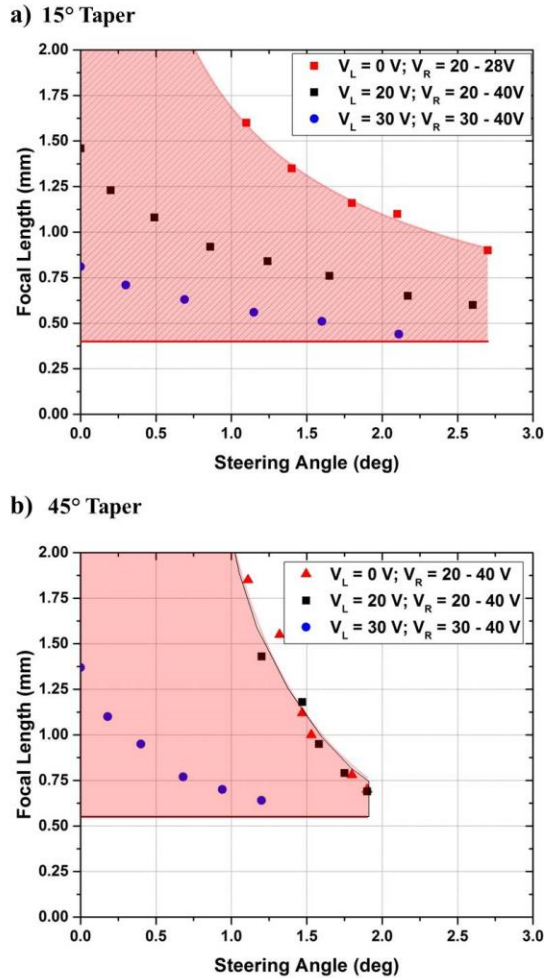 a) 15° Taper
2.00
1.75
1.50
1.25
1.00
0.75
0.50
0.25
0.00
Focal Length (mm)
V_L = 0 V; V_R = 20 - 28V
V_L = 20 V; V_R = 20 - 40V
V_L = 30 V; V_R = 30 - 40V
0.0 0.5 1.0 1.5 2.0 2.5 3.0
Steering Angle (deg)
b) 45° Taper
2.00
1.75
1.50
1.25
1.00
0.75
0.50
0.25
0.00
Focal Length (mm)
V_L = 0 V; V_R = 20 - 40 V
V_L = 20 V; V_R = 20 - 40 V
V_L = 30 V; V_R = 30 - 40 V
0.0 0.5 1.0 1.5 2.0 2.5 3.0
Steering Angle (deg)